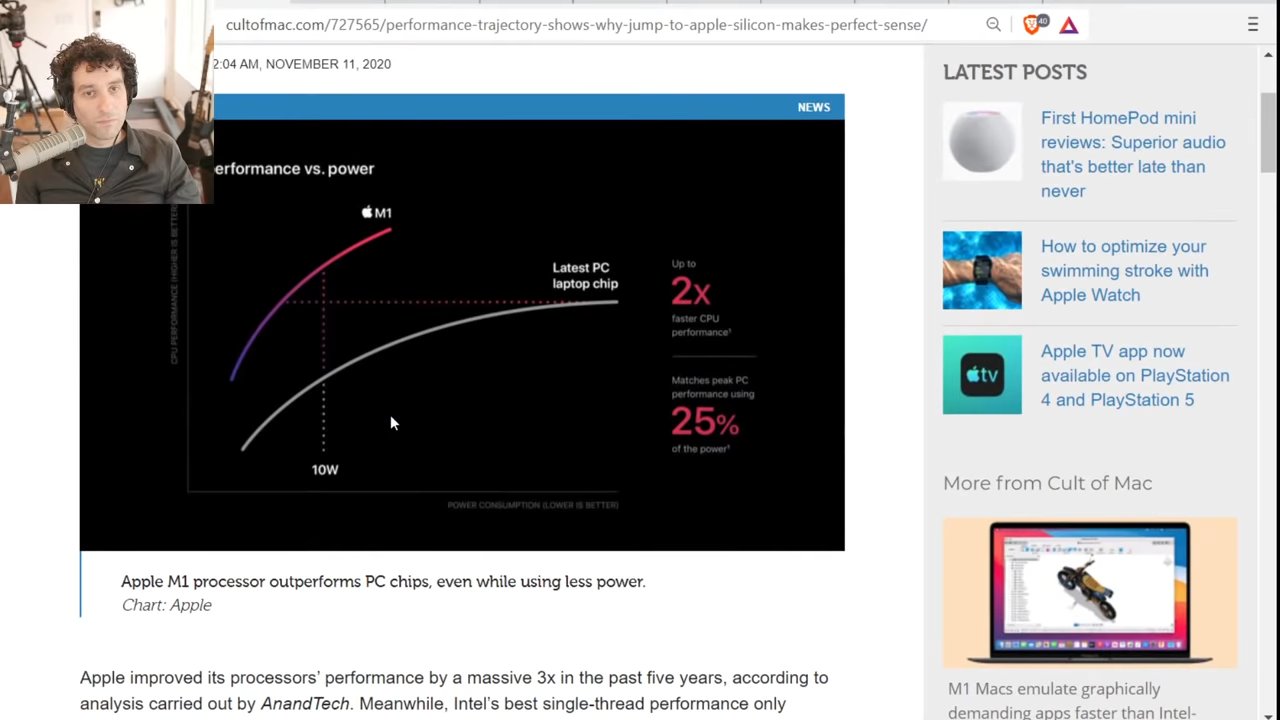 cultofmac.com/727565/performance-trajectory-shows-why-jump-to-apple-silicon-makes-perfect-sense/
40
2:04 AM, NOVEMBER 11, 2020
NEWS
erformance vs. power
M1
Latest PC
laptop chip
10W
CPU PERFORMANCE (HIGHER IS BETTER)
POWER CONSUMPTION (LOWER IS BETTER)
Up to
2x
faster CPU
performance¹
Matches peak PC
performance using
25%
of the power¹
Apple M1 processor outperforms PC chips, even while using less power.
Chart: Apple
Apple improved its processors' performance by a massive 3x in the past five years, according to
analysis carried out by AnandTech. Meanwhile, Intel's best single-thread performance only
LATEST POSTS
First HomePod mini
reviews: Superior audio
that's better late than
never
How to optimize your
swimming stroke with
Apple Watch
tv
Apple TV app now
available on PlayStation
4 and PlayStation 5
More from Cult of Mac
M1 Macs emulate graphically
demanding apps faster than Intel-